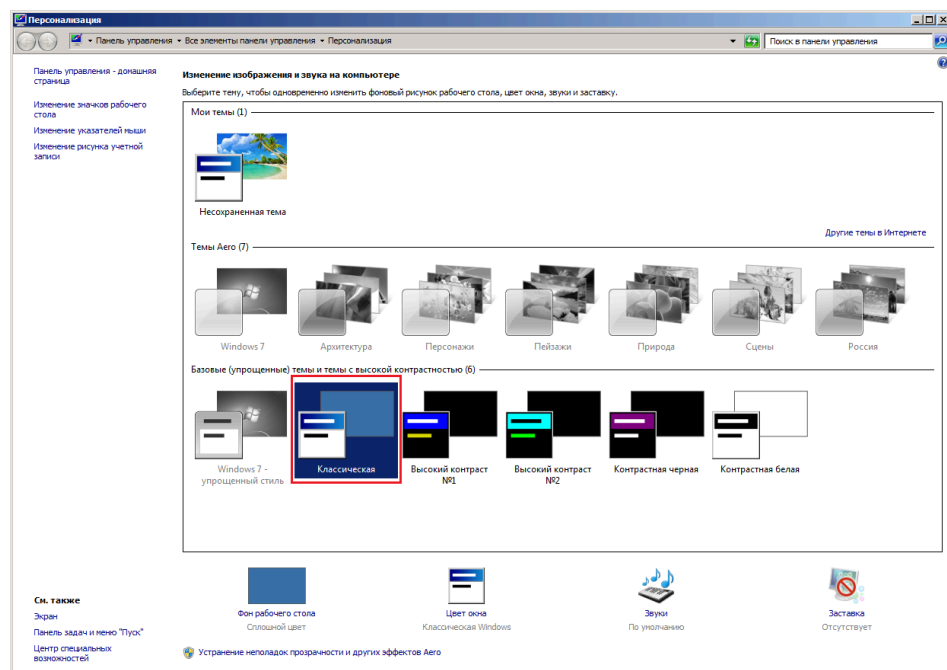 Персонализация
Панель управления
Все элементы панели управления
Персонализация
Поиск в панели управления
Панель управления - домашняя
страница
Изменение значков рабочего
стола
Изменение указателей мыши
Изменение рисунка учетной
записи
Изменение изображения и звука на компьютере
Выберите тему, чтобы одновременно изменить фоновый рисунок рабочего стола, цвет окна, звуки и заставку.
Мои темы (1)
Несохраненная тема
Другие темы в Интернете
Темы Aero (7)
Windows 7
Архитектура
Персонажи
Пейзажи
Природа
Сцены
Россия
Базовые (упрощенные) темы и темы с высокой контрастностью (6)
Windows 7 -
упрощенный стиль
Классическая
Высокий контраст
№1
Высокий контраст
№2
Контрастная черная
Контрастная белая
Фон рабочего стола
Сплошной цвет
Цвет окна
Классическая Windows
Звуки
По умолчанию
Заставка
Отсутствует
См. также
Экран
Панель задач и меню "Пуск"
Центр специальных
возможностей
Устранение неполадок прозрачности и других эффектов Aero